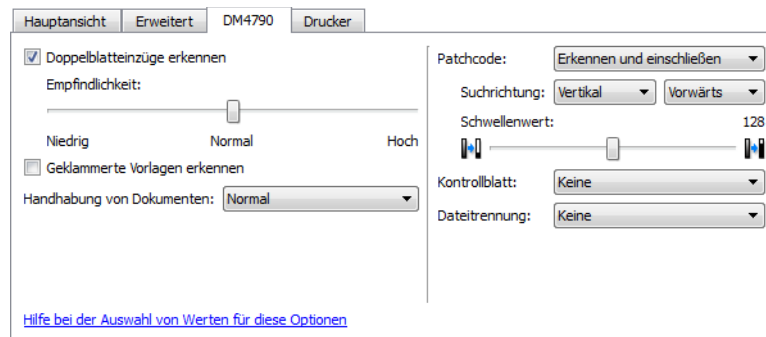 Hauptansicht Erweitert DM4790 Drucker
Doppelblatteinzüge erkennen
Empfindlichkeit:
Niedrig Normal Hoch
Geklammerte Vorlagen erkennen
Handhabung von Dokumenten: Normal
Hilfe bei der Auswahl von Werten für diese Optionen
Patchcode: Erkennen und einschließen
Suchrichtung: Vertikal Vorwärts
Schwellenwert: 128
Kontrollblatt: Keine
Dateitrennung: Keine